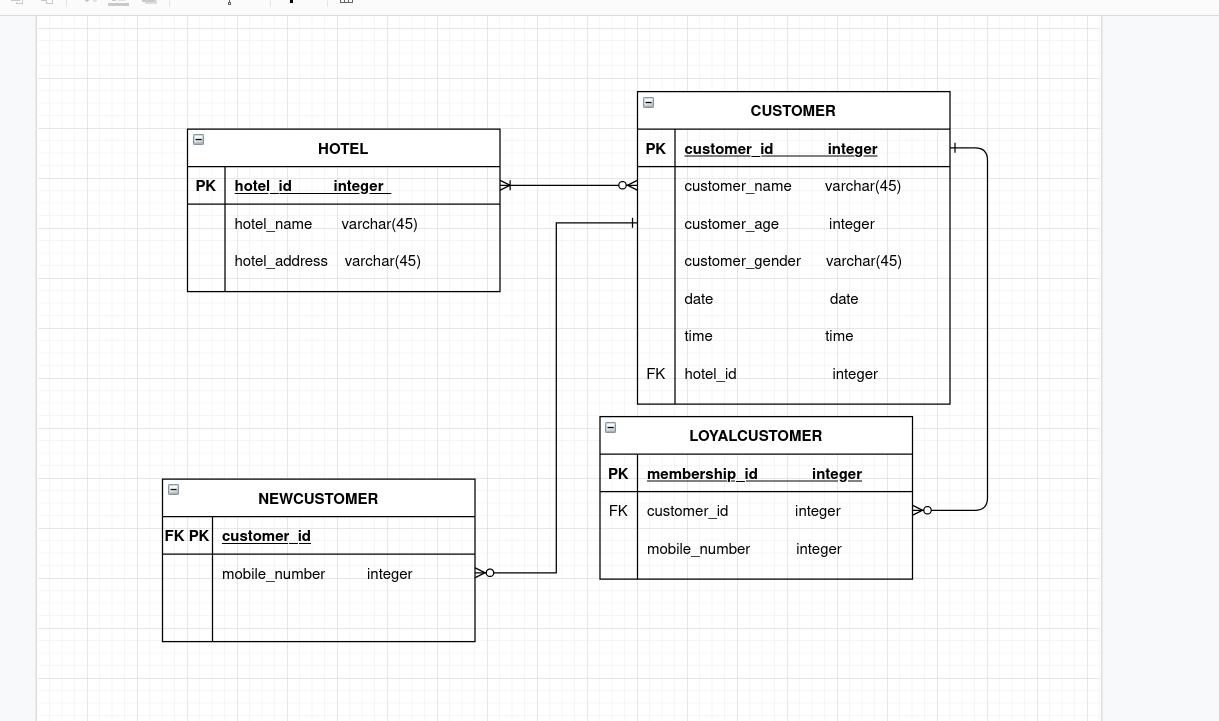 HOTEL
PK hotel_id integer
hotel_name varchar(45)
hotel_address varchar(45)
CUSTOMER
PK customer_id integer
customer_name varchar(45)
customer_age integer
customer_gender varchar(45)
date date
time time
FK hotel_id integer
LOYALCUSTOMER
PK membership_id integer
FK customer_id integer
mobile_number integer
NEWCUSTOMER
FK PK customer_id
mobile_number integer